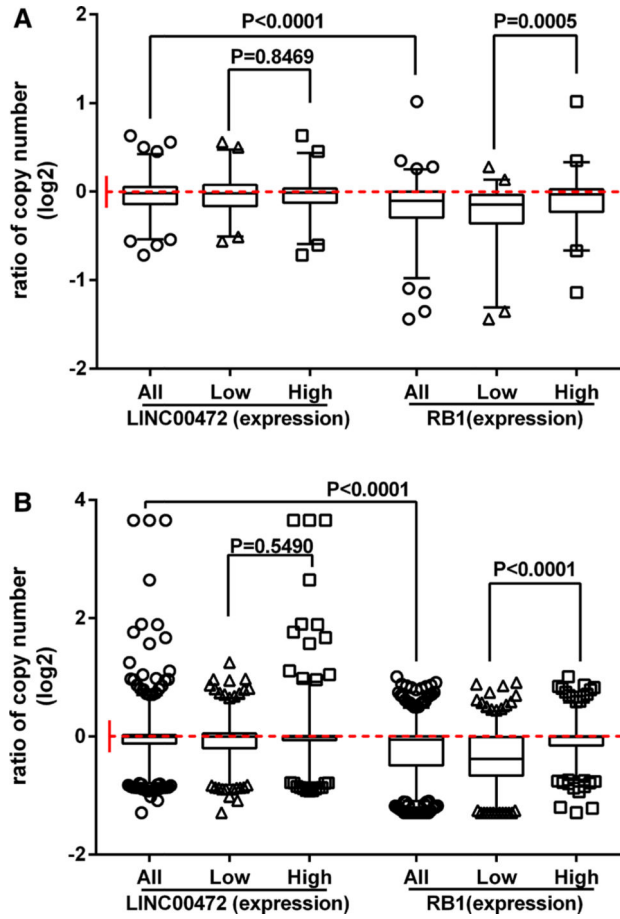 A
P<0.0001
P=0.0005
P=0.8469
2
1
0
-1
-2
ratio of copy number
(log2)
All Low High All Low High
LINC00472 (expression) RB1(expression)
B
P<0.0001
P=0.5490
P<0.0001
4
2
0
-2
ratio of copy number
(log2)
All Low High All Low High
LINC00472 (expression) RB1(expression)